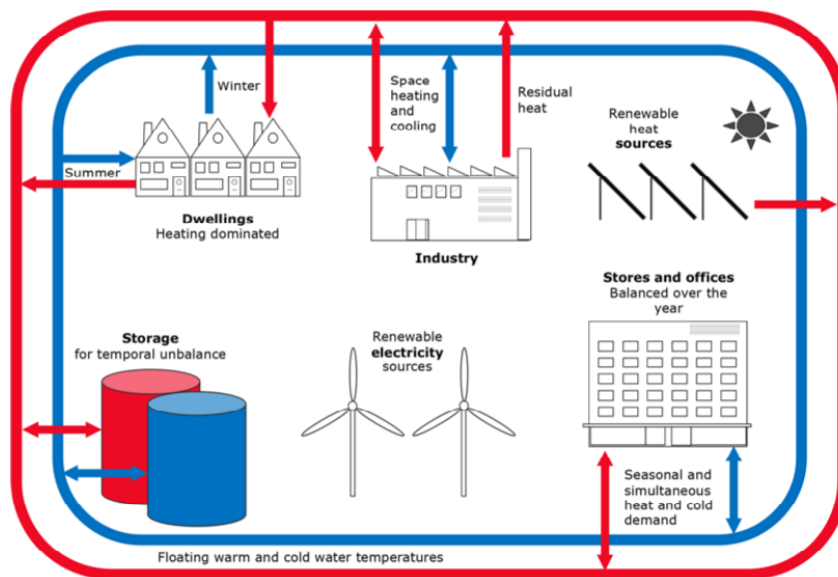 Winter
Summer
Dwellings
Heating dominated
Space
heating
and
cooling
Residual
heat
Industry
Renewable
heat
sources
Stores and offices
Balanced over the
year
Storage
for temporal unbalance
Renewable
electricity
sources
Seasonal and
simultaneous
heat and cold
demand
Floating warm and cold water temperatures